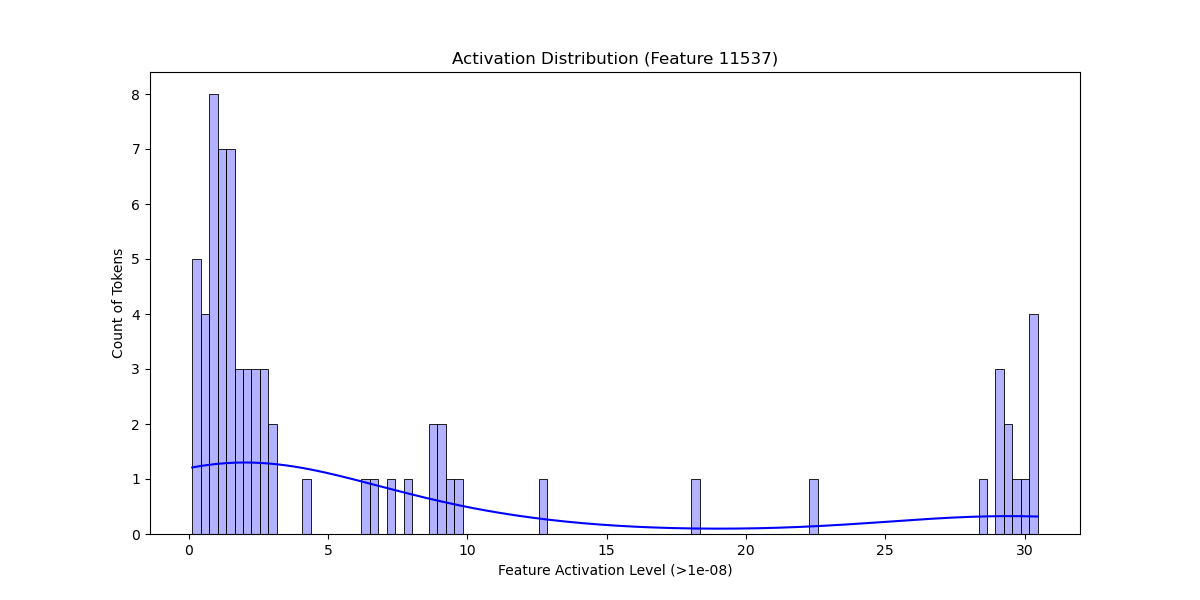 Activation Distribution (Feature 11537)
8
7
6
5
4
3
2
1
0
Count of Tokens
0 5 10 15 20 25 30
Feature Activation Level (>1e-08)